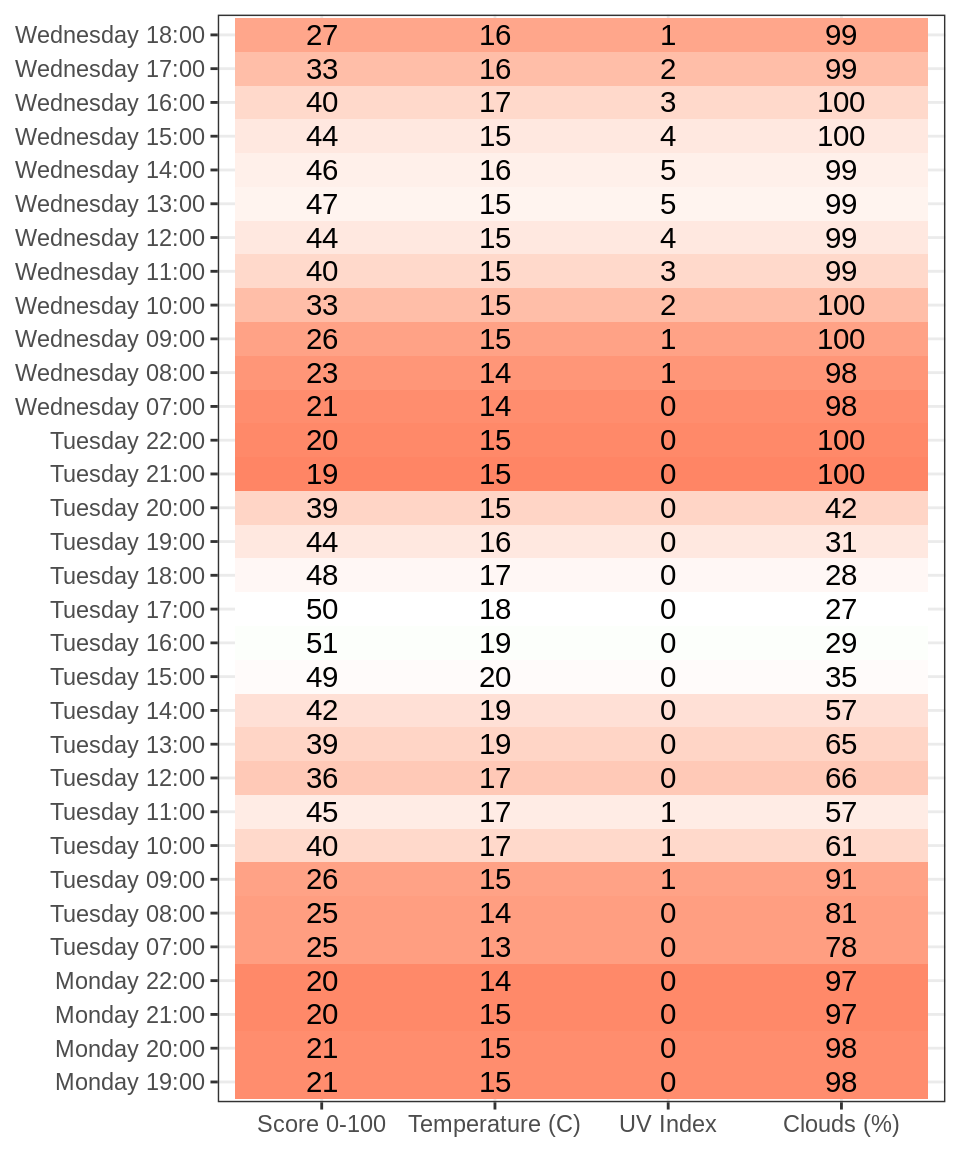 Wednesday 18:00 27 16 1 99
Wednesday 17:00 33 16 2 99
Wednesday 16:00 40 17 3 100
Wednesday 15:00 44 15 4 100
Wednesday 14:00 46 16 5 99
Wednesday 13:00 47 15 5 99
Wednesday 12:00 44 15 4 99
Wednesday 11:00 40 15 3 99
Wednesday 10:00 33 15 2 100
Wednesday 09:00 26 15 1 100
Wednesday 08:00 23 14 1 98
Wednesday 07:00 21 14 0 98
Tuesday 22:00 20 15 0 100
Tuesday 21:00 19 15 0 100
Tuesday 20:00 39 15 0 42
Tuesday 19:00 44 16 0 31
Tuesday 18:00 48 17 0 28
Tuesday 17:00 50 18 0 27
Tuesday 16:00 51 19 0 29
Tuesday 15:00 49 20 0 35
Tuesday 14:00 42 19 0 57
Tuesday 13:00 39 19 0 65
Tuesday 12:00 36 17 0 66
Tuesday 11:00 45 17 1 57
Tuesday 10:00 40 17 1 61
Tuesday 09:00 26 15 1 91
Tuesday 08:00 25 14 0 81
Tuesday 07:00 25 13 0 78
Monday 22:00 20 14 0 97
Monday 21:00 20 15 0 97
Monday 20:00 21 15 0 98
Monday 19:00 21 15 0 98
Score 0-100 Temperature (C) UV Index Clouds (%)